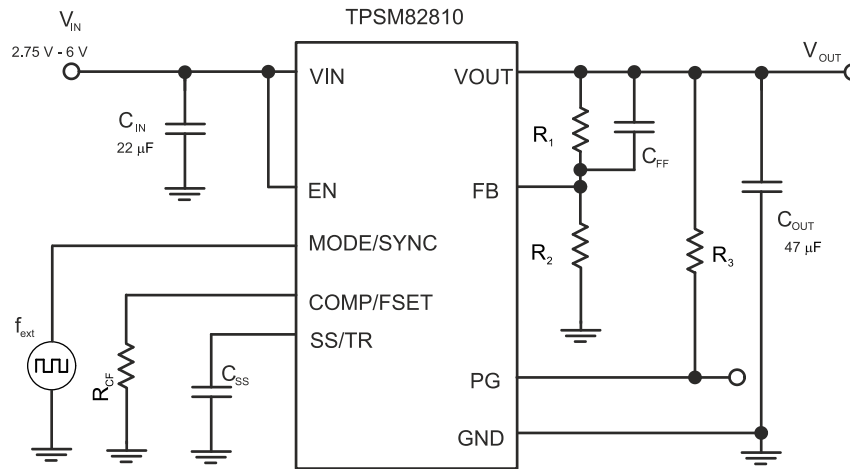 TPSM82810
V_IN
2.75 V - 6 V
VIN
VOUT
V_OUT
C_IN
22 µF
R_1
C_FF
EN
FB
MODE/SYNC
R_2
R_3
C_OUT
47 µF
COMP/FSET
f_ext
SS/TR
R_CF
C_SS
PG
GND